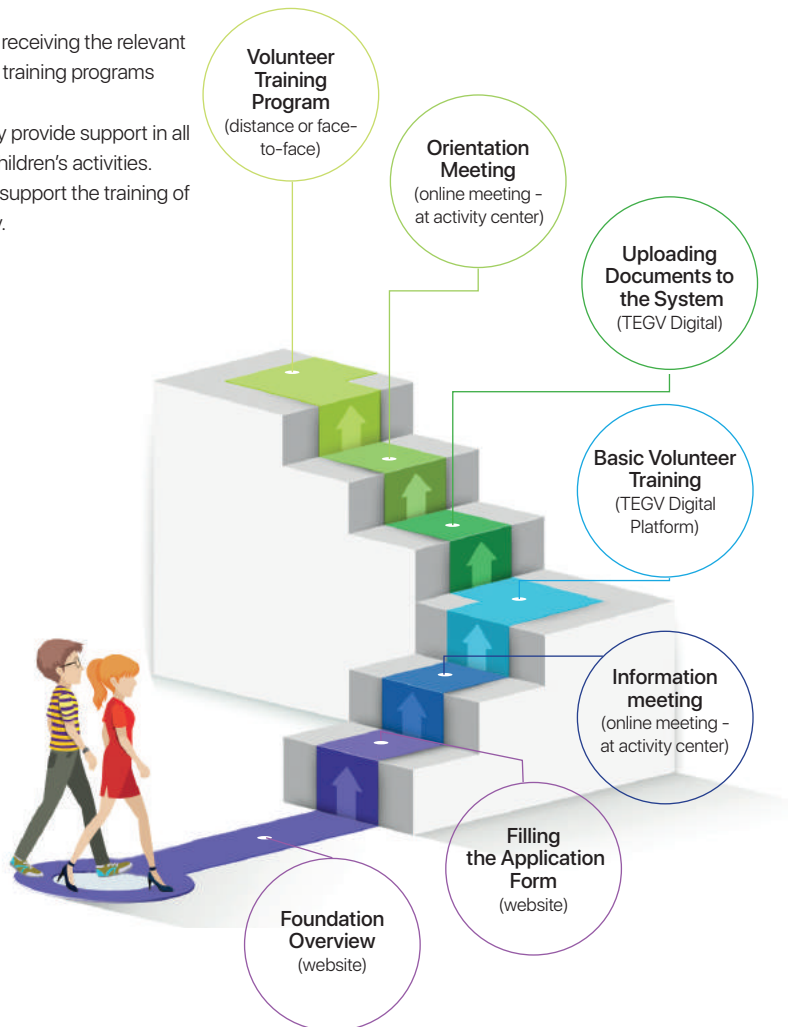 receiving the relevant
training programs
y provide support in all
hildren's activities.
support the training of
y.
Volunteer
Training
Program
(distance or face-
to-face)
Orientation
Meeting
(online meeting -
at activity center)
Uploading
Documents to
the System
(TEGV Digital)
Basic Volunteer
Training
(TEGV Digital
Platform)
Information
meeting
(online meeting -
at activity center)
Filling
the Application
Form
(website)
Foundation
Overview
(website)